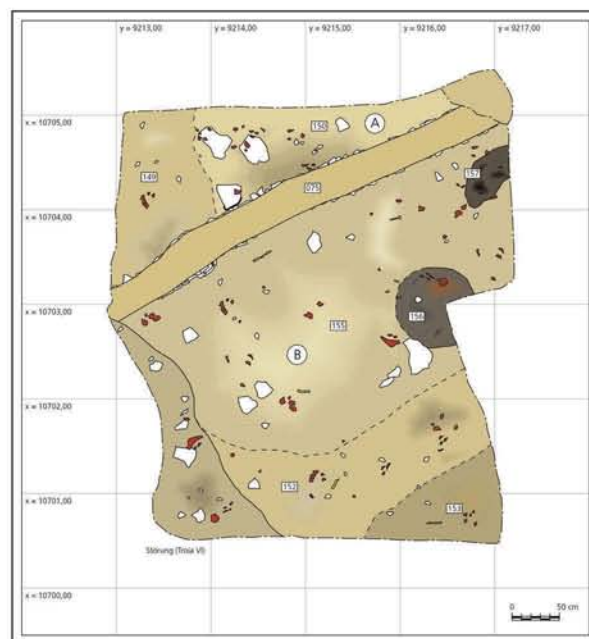 y = 9213,00 y = 9214,00 y = 9215,00 y = 9216,00 y = 9217,00
x = 10705,00
150
A
149
157
075
x = 10704,00
x = 10703,00
156
155
B
x = 10702,00
152
x = 10701,00
153
Störung (Troia VI)
x = 10700,00
0 50 cm